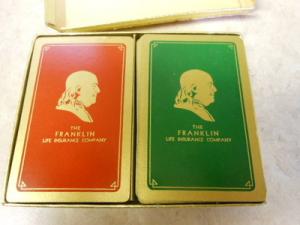 THE
FRANKLIN
LIFE INSURANCE COMPANY
THE
FRANKLIN
LIFE INSURANCE COMPANY